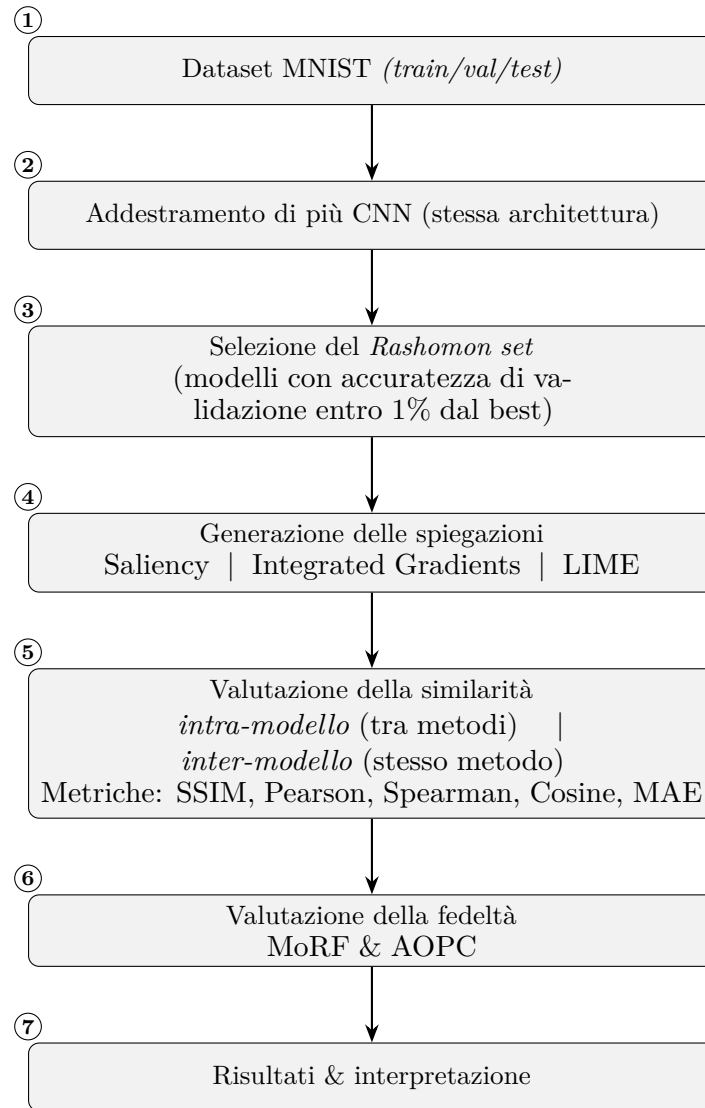 1
Dataset MNIST (train/val/test)
2
Addestramento di più CNN (stessa architettura)
3
Selezione del Rashomon set
(modelli con accuratezza di va-
lidazione entro 1% dal best)
4
Generazione delle spiegazioni
Saliency | Integrated Gradients | LIME
5
Valutazione della similarità
intra-modello (tra metodi) |
inter-modello (stesso metodo)
Metriche: SSIM, Pearson, Spearman, Cosine, MAE
6
Valutazione della fedeltà
MoRF & AOPC
7
Risultati & interpretazione